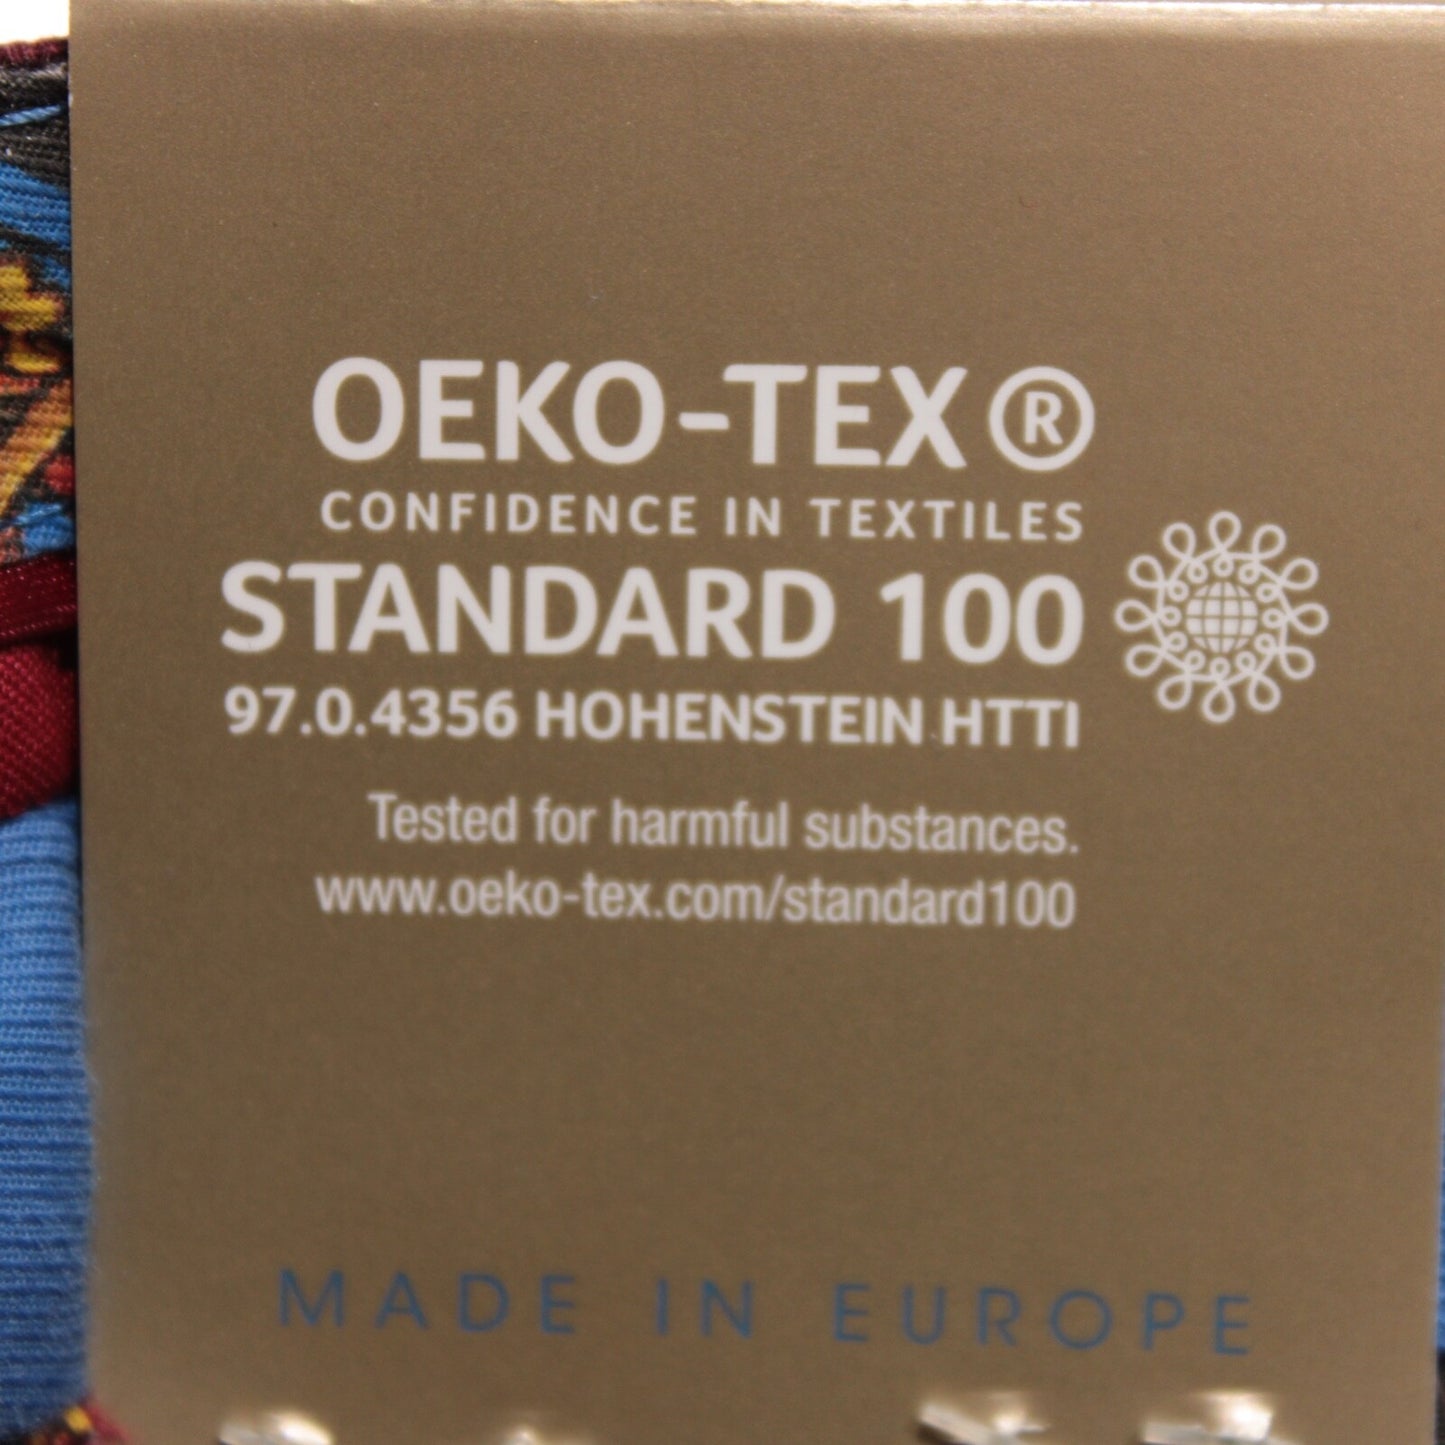 OEKO-TEX®
CONFIDENCE IN TEXTILES
STANDARD 100
97.0.4356 HOHENSTEIN HTTI
Tested for harmful substances.
www.oeko-tex.com/standard100
MADE IN EUROPE